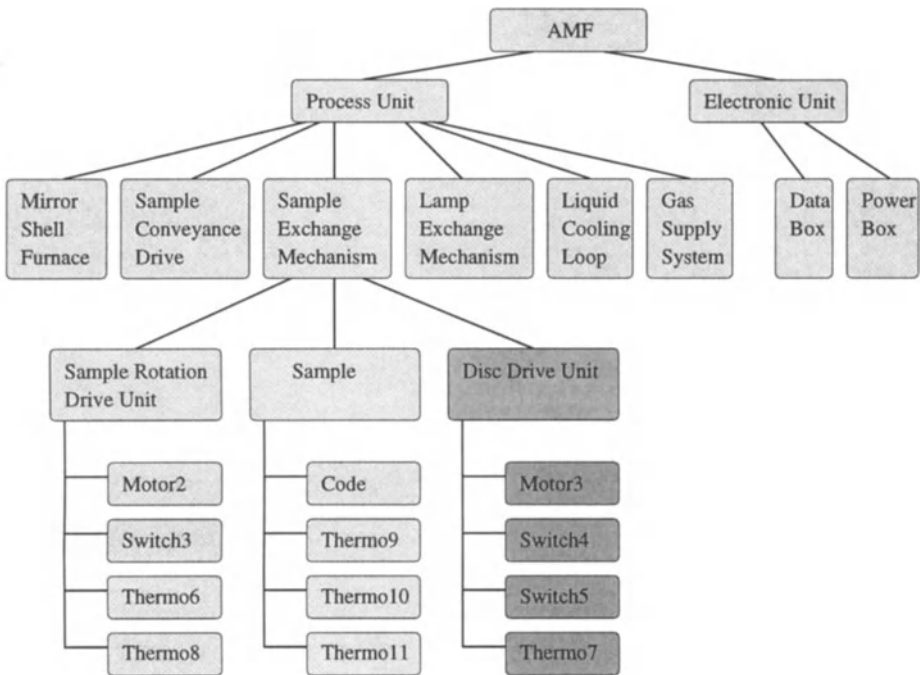 AMF
Process Unit
Electronic Unit
Mirror
Shell
Furnace
Sample
Conveyance
Drive
Sample
Exchange
Mechanism
Lamp
Exchange
Mechanism
Liquid
Cooling
Loop
Gas
Supply
System
Data
Box
Power
Box
Sample Rotation
Drive Unit
Sample
Disc Drive Unit
Motor2
Switch3
Thermo6
Thermo8
Code
Thermo9
Thermo10
Thermo11
Motor3
Switch4
Switch5
Thermo7